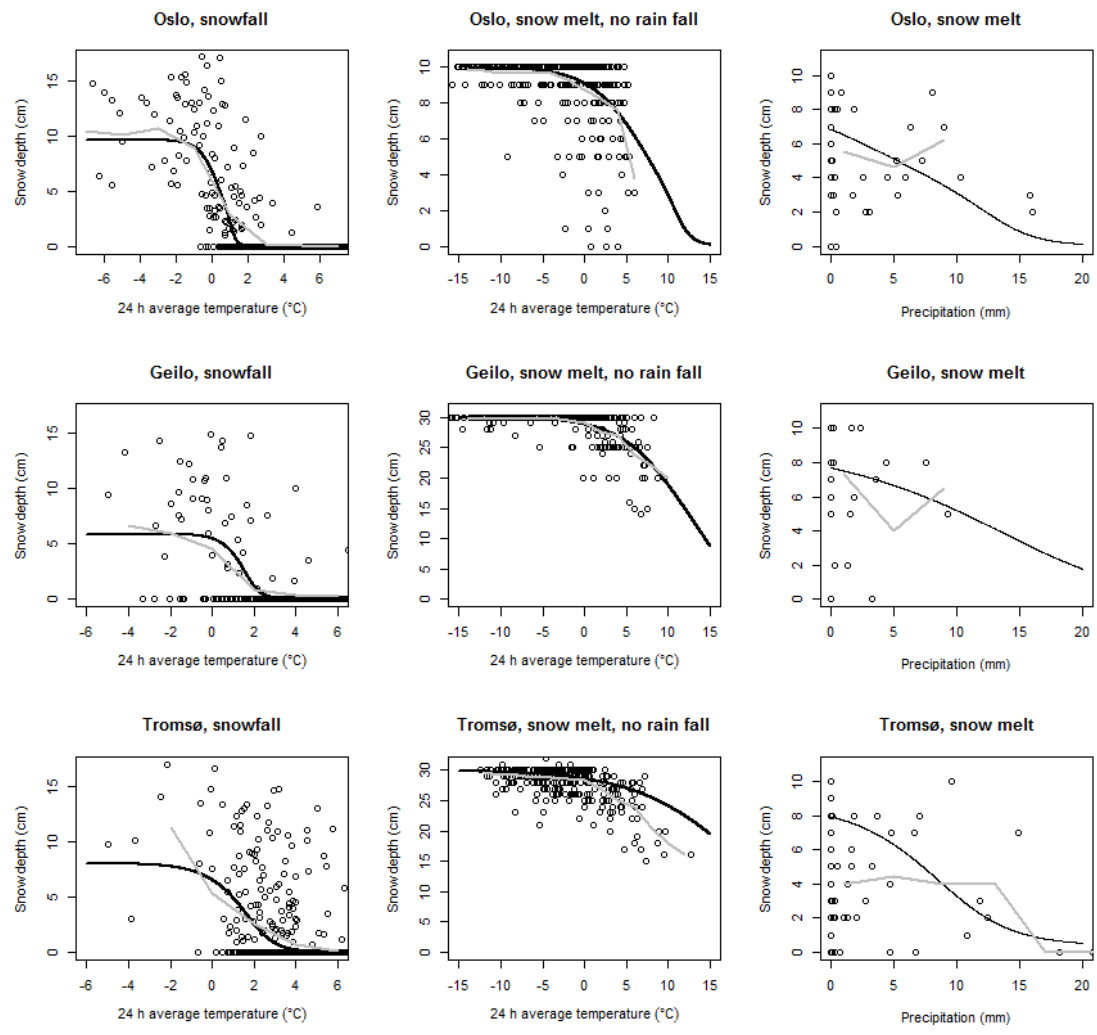 Oslo, snowfall
Snow depth (cm)
0 5 10 15
-6 -4 -2 0 2 4 6
24 h average temperature (°C)
Oslo, snow melt, no rain fall
Snow depth (cm)
0 2 4 6 8 10
-15 -10 -5 0 5 10 15
24 h average temperature (°C)
Oslo, snow melt
Snow depth (cm)
0 2 4 6 8 10
0 5 10 15 20
Precipitation (mm)
Geilo, snowfall
Snow depth (cm)
0 5 10 15
-6 -4 -2 0 2 4 6
24 h average temperature (°C)
Geilo, snow melt, no rain fall
Snow depth (cm)
0 5 10 15 20 25 30
-15 -10 -5 0 5 10 15
24 h average temperature (°C)
Geilo, snow melt
Snow depth (cm)
0 2 4 6 8 10
0 5 10 15 20
Precipitation (mm)
Tromsø, snowfall
Snow depth (cm)
0 5 10 15
-6 -4 -2 0 2 4 6
24 h average temperature (°C)
Tromsø, snow melt, no rain fall
Snow depth (cm)
0 5 10 15 20 25 30
-15 -10 -5 0 5 10 15
24 h average temperature (°C)
Tromsø, snow melt
Snow depth (cm)
0 2 4 6 8 10
0 5 10 15 20
Precipitation (mm)